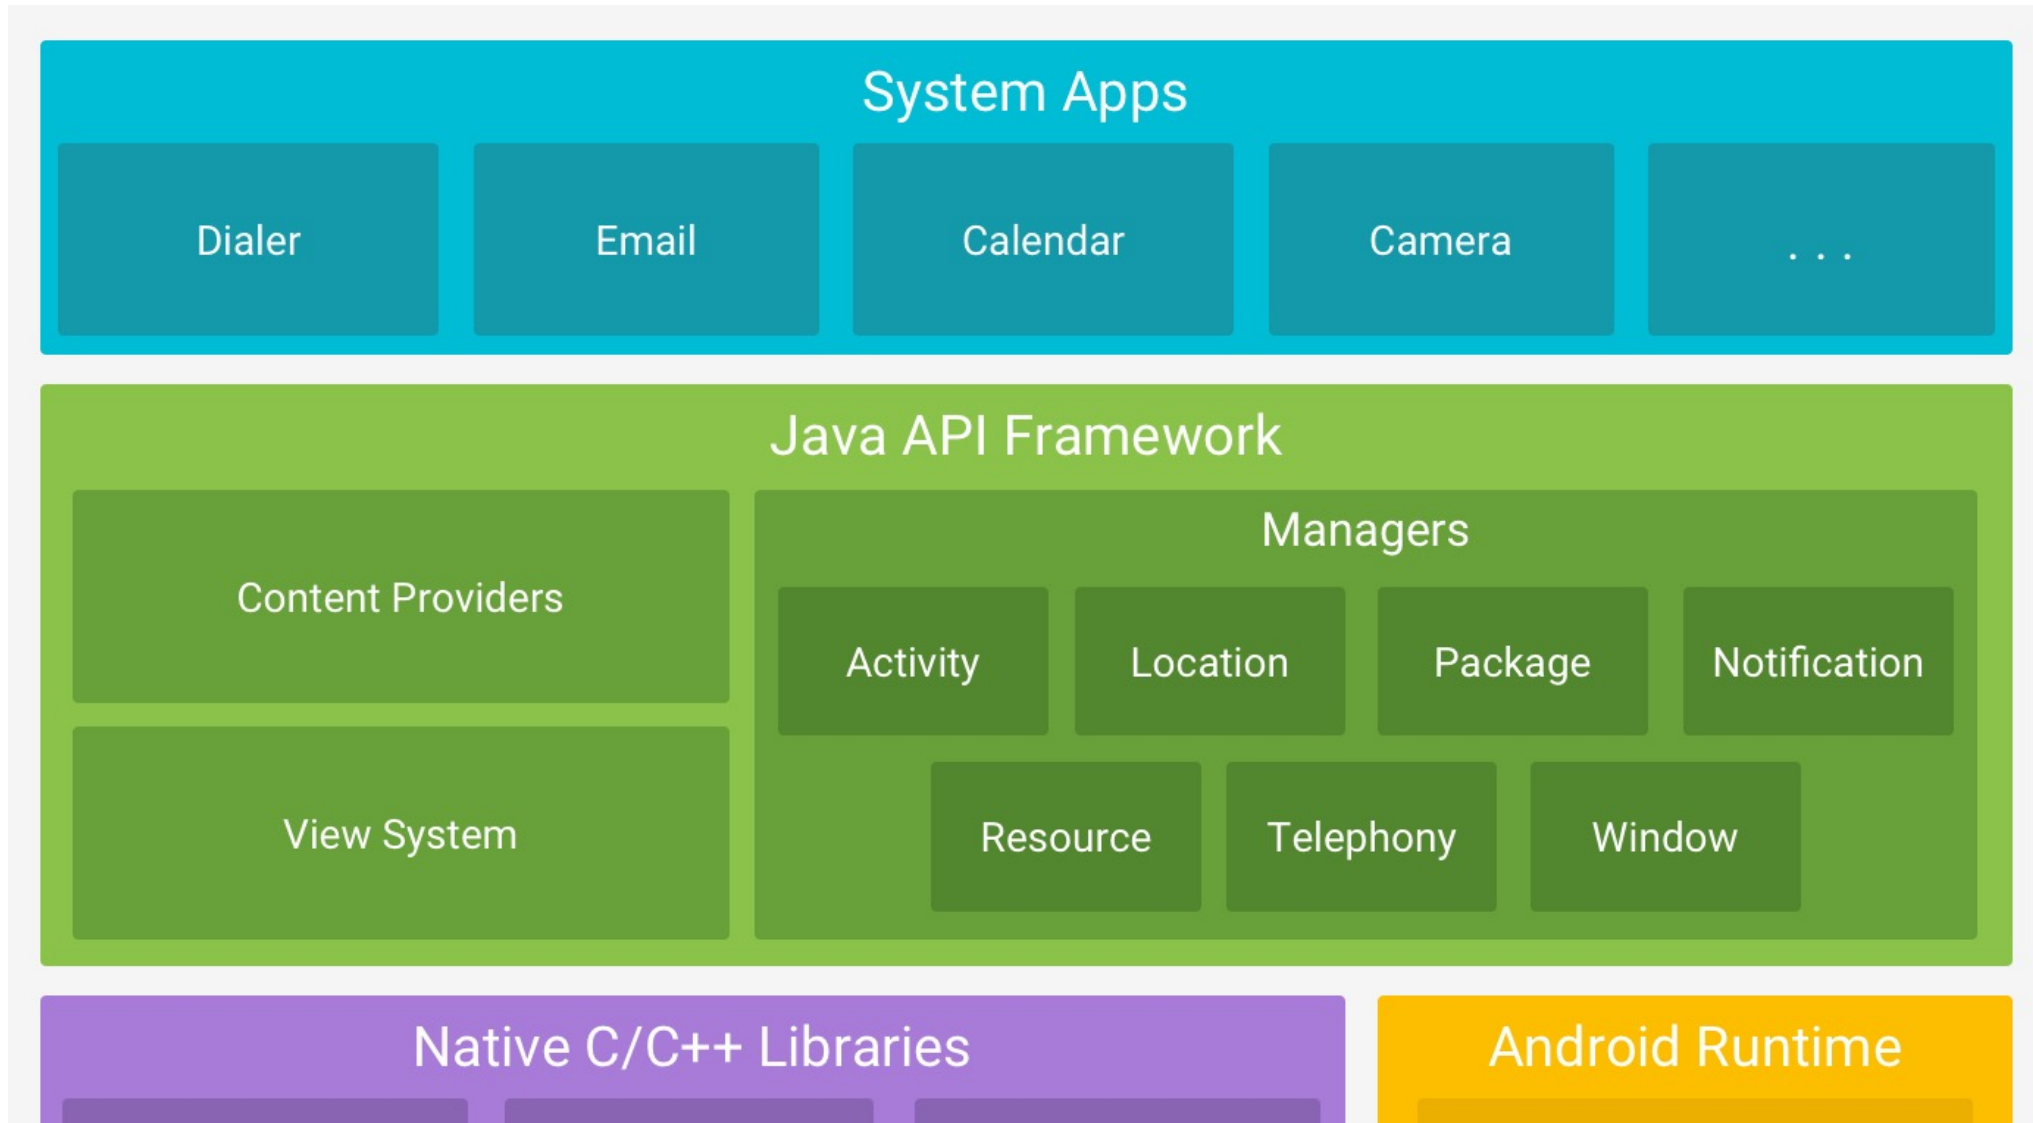 System Apps
Dialer Email Calendar Camera . . .
Java API Framework
Content Providers
View System
Managers
Activity Location Package Notification
Resource Telephony Window
Native C/C++ Libraries
Android Runtime